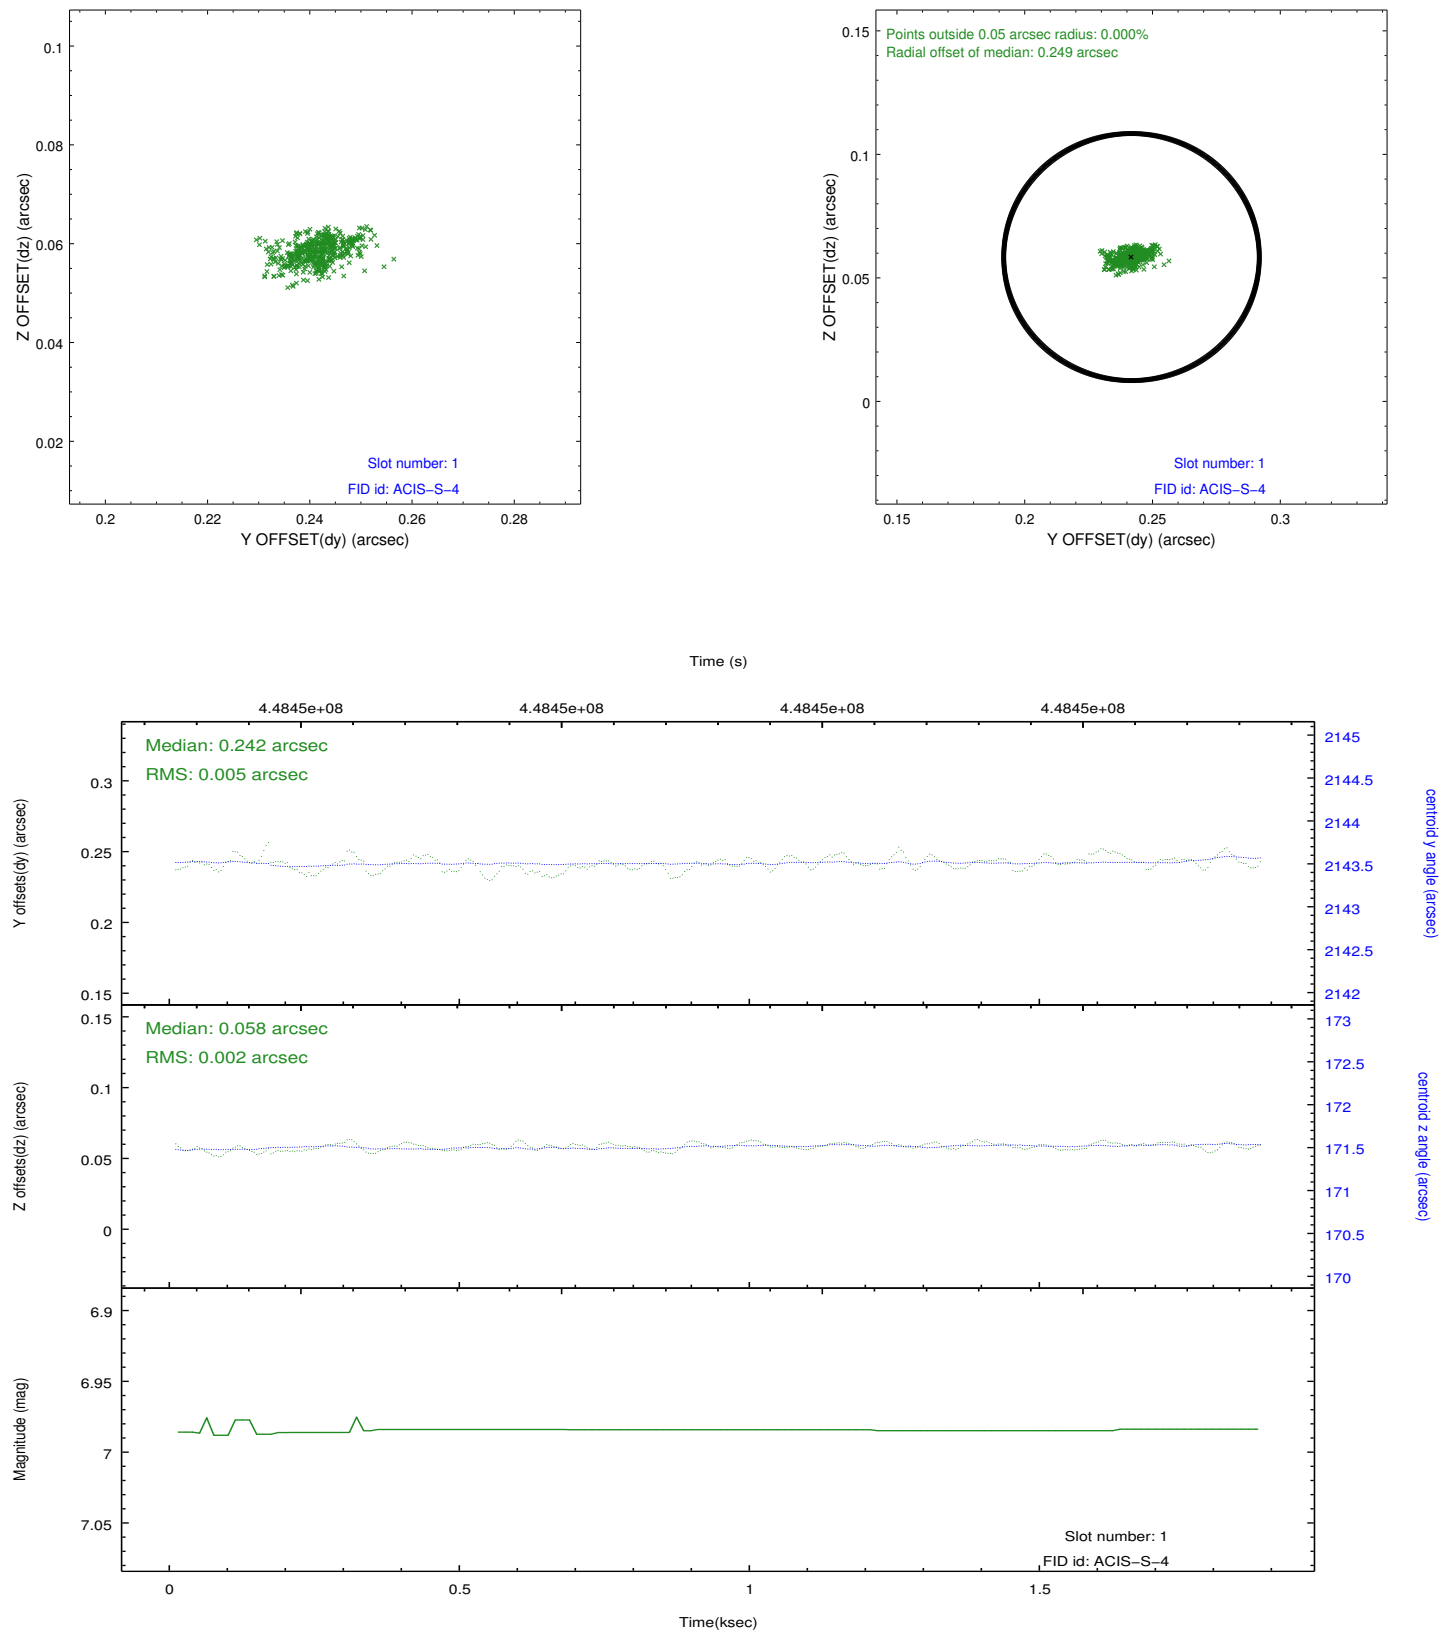 0.1
0.08
0.06
0.04
0.02
Z OFFSET(dz) (arcsec)
Slot number: 1
FID id: ACIS−S−4
0.2 0.22 0.24 0.26 0.28
Y OFFSET(dy) (arcsec)
Points outside 0.05 arcsec radius: 0.000%
Radial offset of median: 0.249 arcsec
0.15
0.1
0.05
0
Z OFFSET(dz) (arcsec)
Slot number: 1
FID id: ACIS−S−4
0.15 0.2 0.25 0.3
Y OFFSET(dy) (arcsec)
Time (s)
4.4845e+08 4.4845e+08 4.4845e+08 4.4845e+08
Median: 0.242 arcsec
RMS: 0.005 arcsec
0.3
0.25
0.2
0.15
Y offsets(dy) (arcsec)
2145
2144.5
2144
2143.5
2143
2142.5
2142
centroid y angle (arcsec)
Median: 0.058 arcsec
RMS: 0.002 arcsec
0.15
0.1
0.05
0
Z offsets(dz) (arcsec)
173
172.5
172
171.5
171
170.5
170
centroid z angle (arcsec)
6.9
6.95
7
7.05
Magnitude (mag)
Slot number: 1
FID id: ACIS−S−4
0 0.5 1 1.5
Time(ksec)